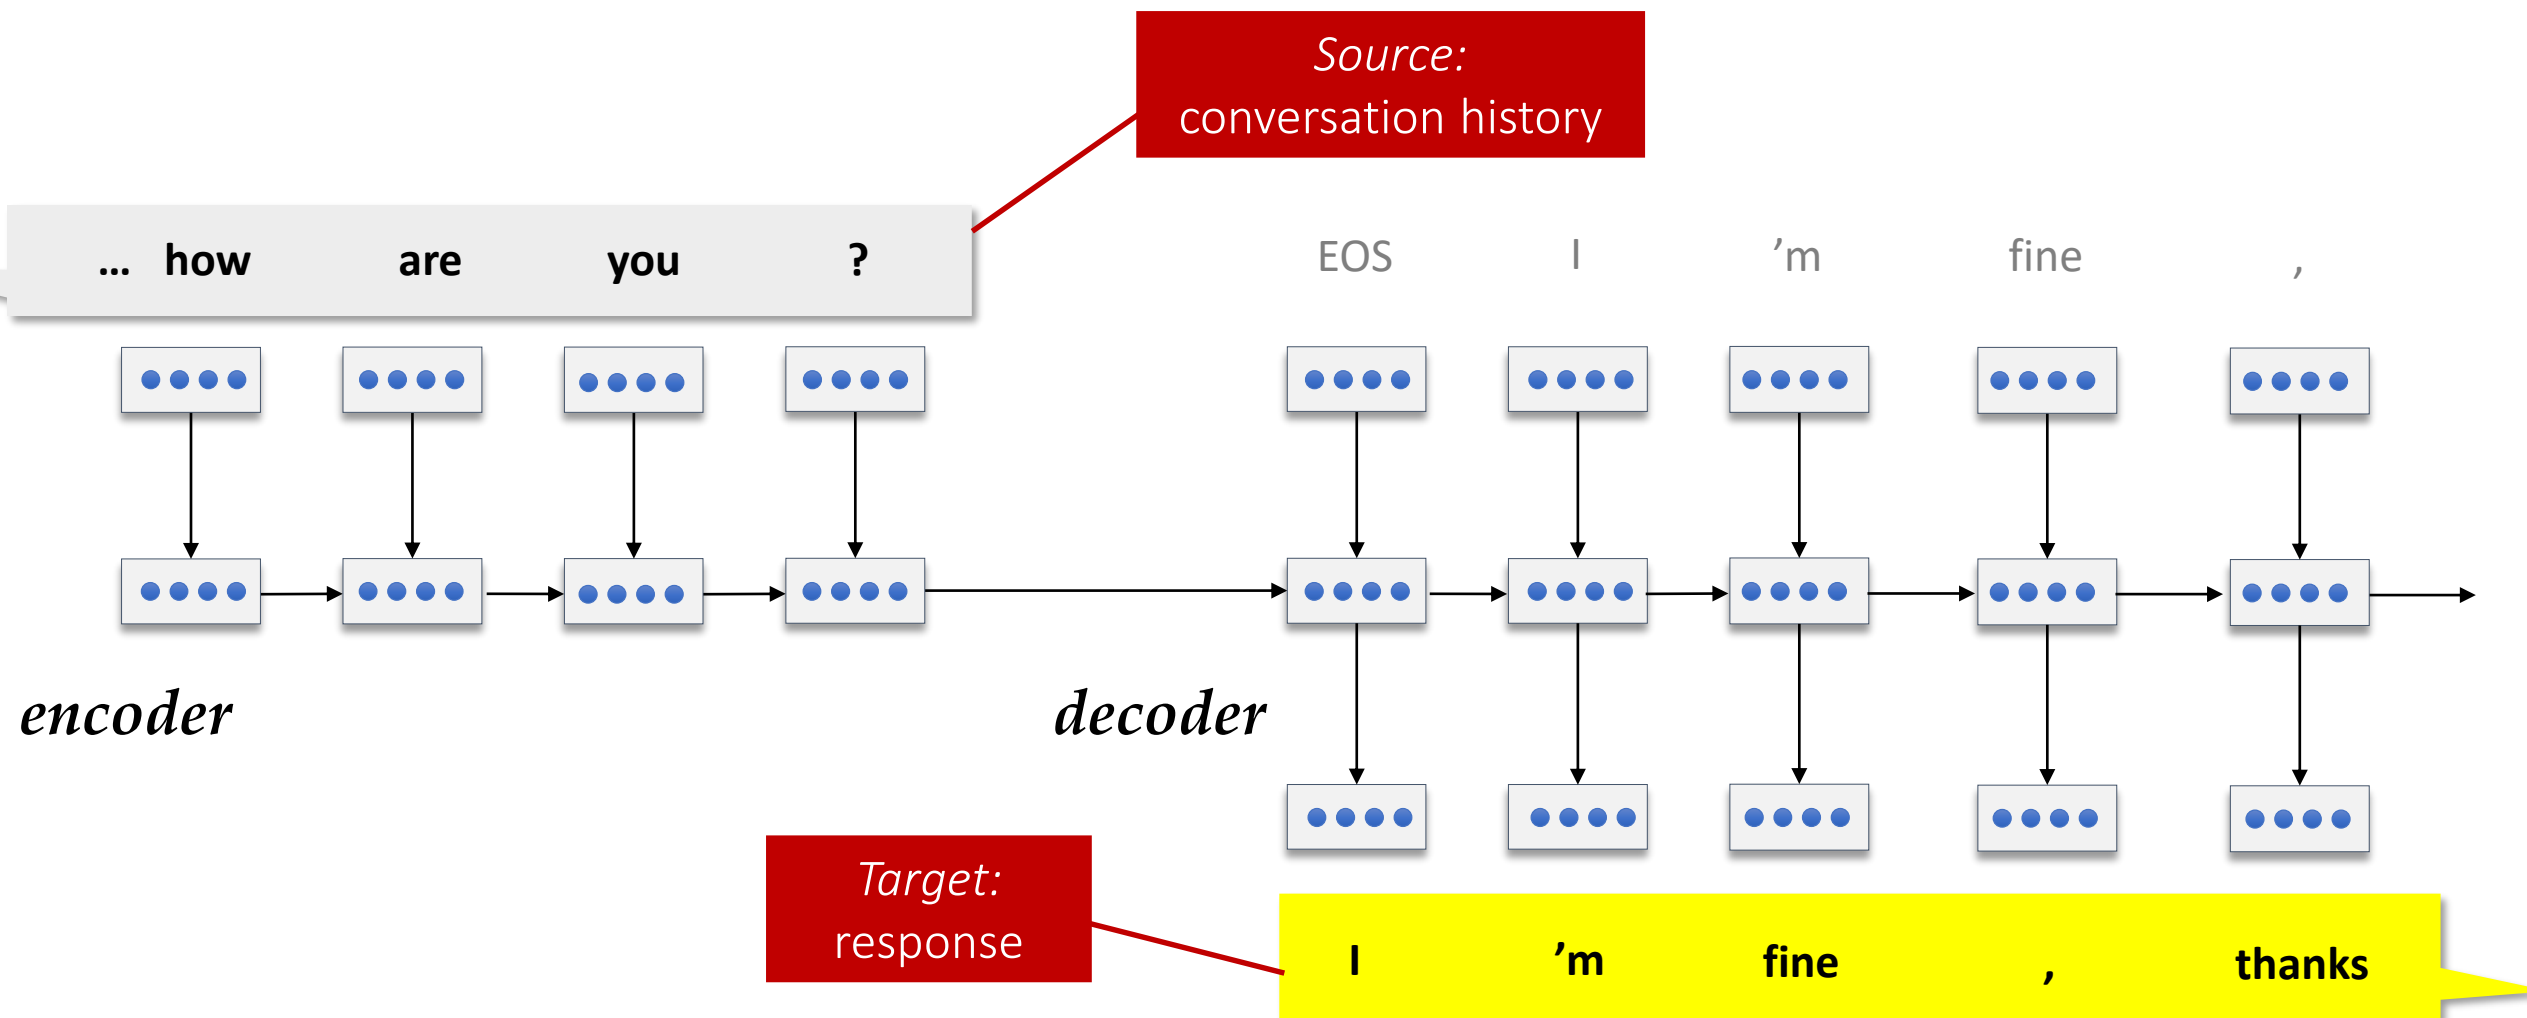 Source:
conversation history
... how are you ?
EOS I ’m fine ,
encoder
decoder
Target:
response
I ’m fine , thanks